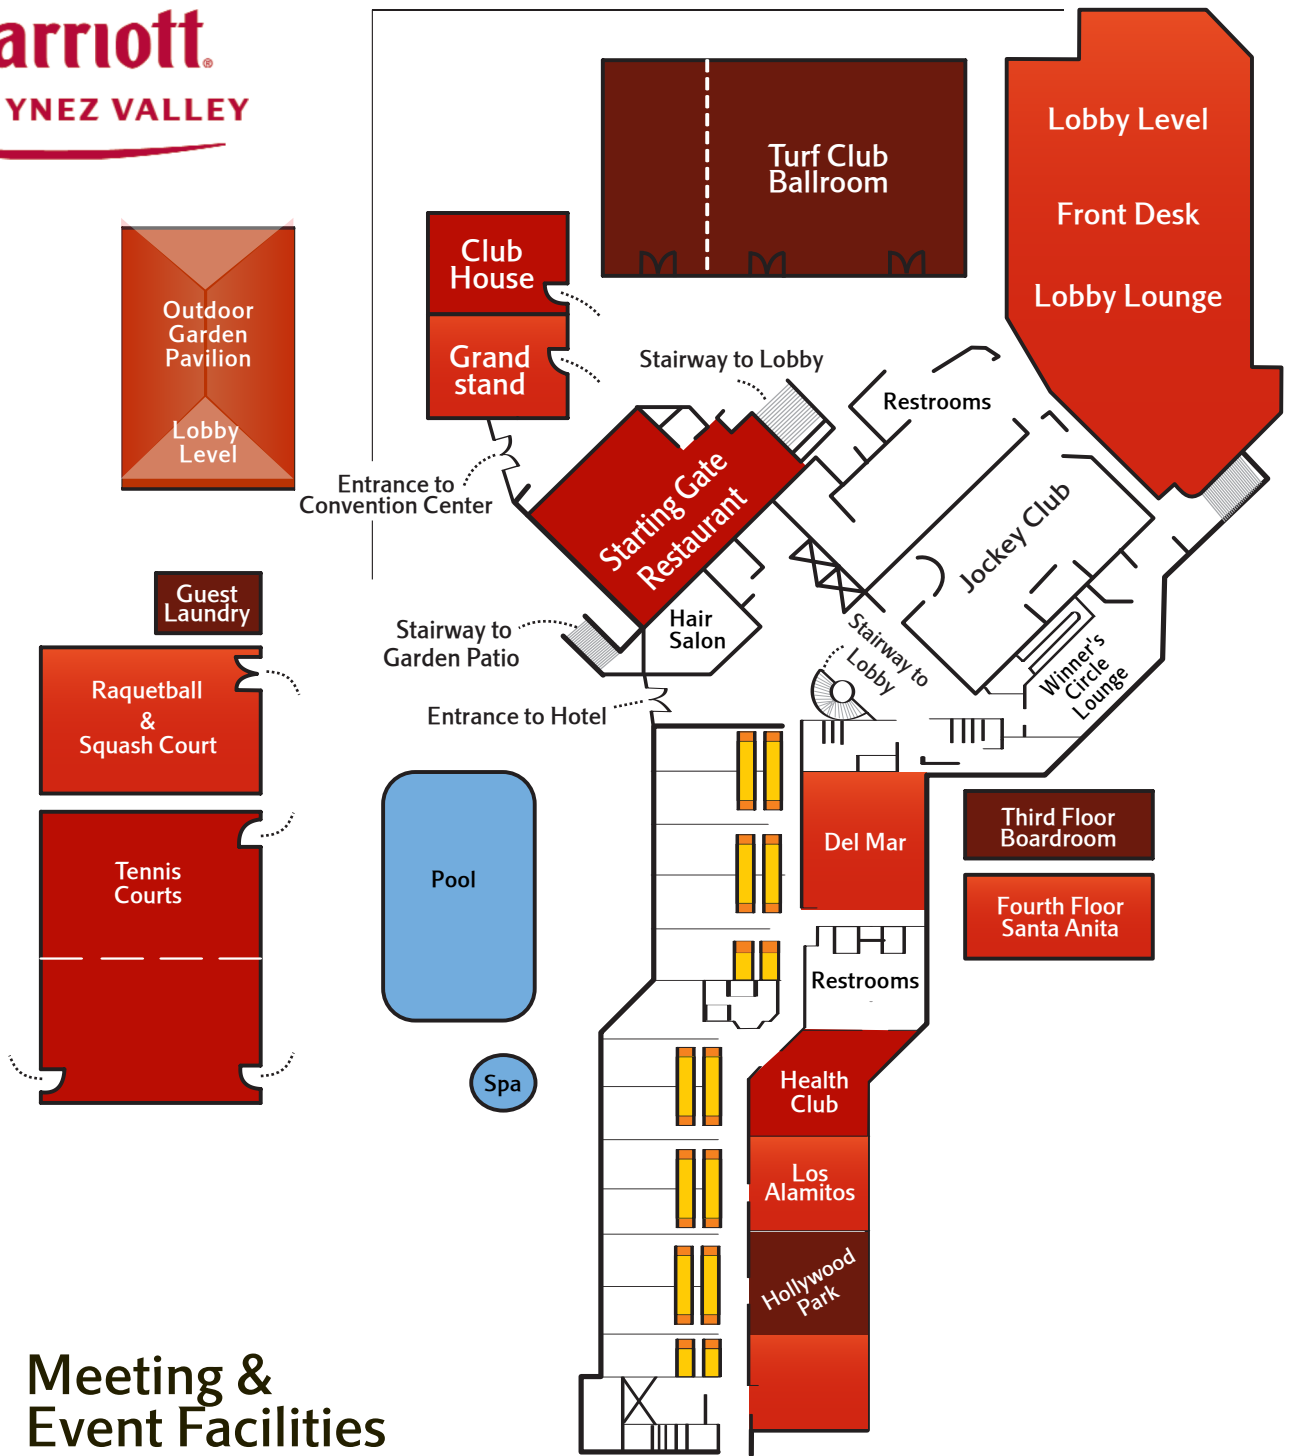 arriott.
YNEZ VALLEY
Lobby Level
Front Desk
Lobby Lounge
Turf Club
Ballroom
Club
House
Grand
stand
Outdoor
Garden
Pavilion
Lobby
Level
Stairway to Lobby
Restrooms
Entrance to
Convention Center
Starting Gate
Restaurant
Jockey Club
Guest
Laundry
Hair
Salon
Stairway to
Garden Patio
Stairway to
Lobby
Winner's
Circle
Lounge
Raquetball
&
Squash Court
Entrance to Hotel
Third Floor
Boardroom
Del Mar
Tennis
Courts
Pool
Fourth Floor
Santa Anita
Restrooms
Spa
Health
Club
Los
Alamitos
Hollywood
Park
Meeting &
Event Facilities